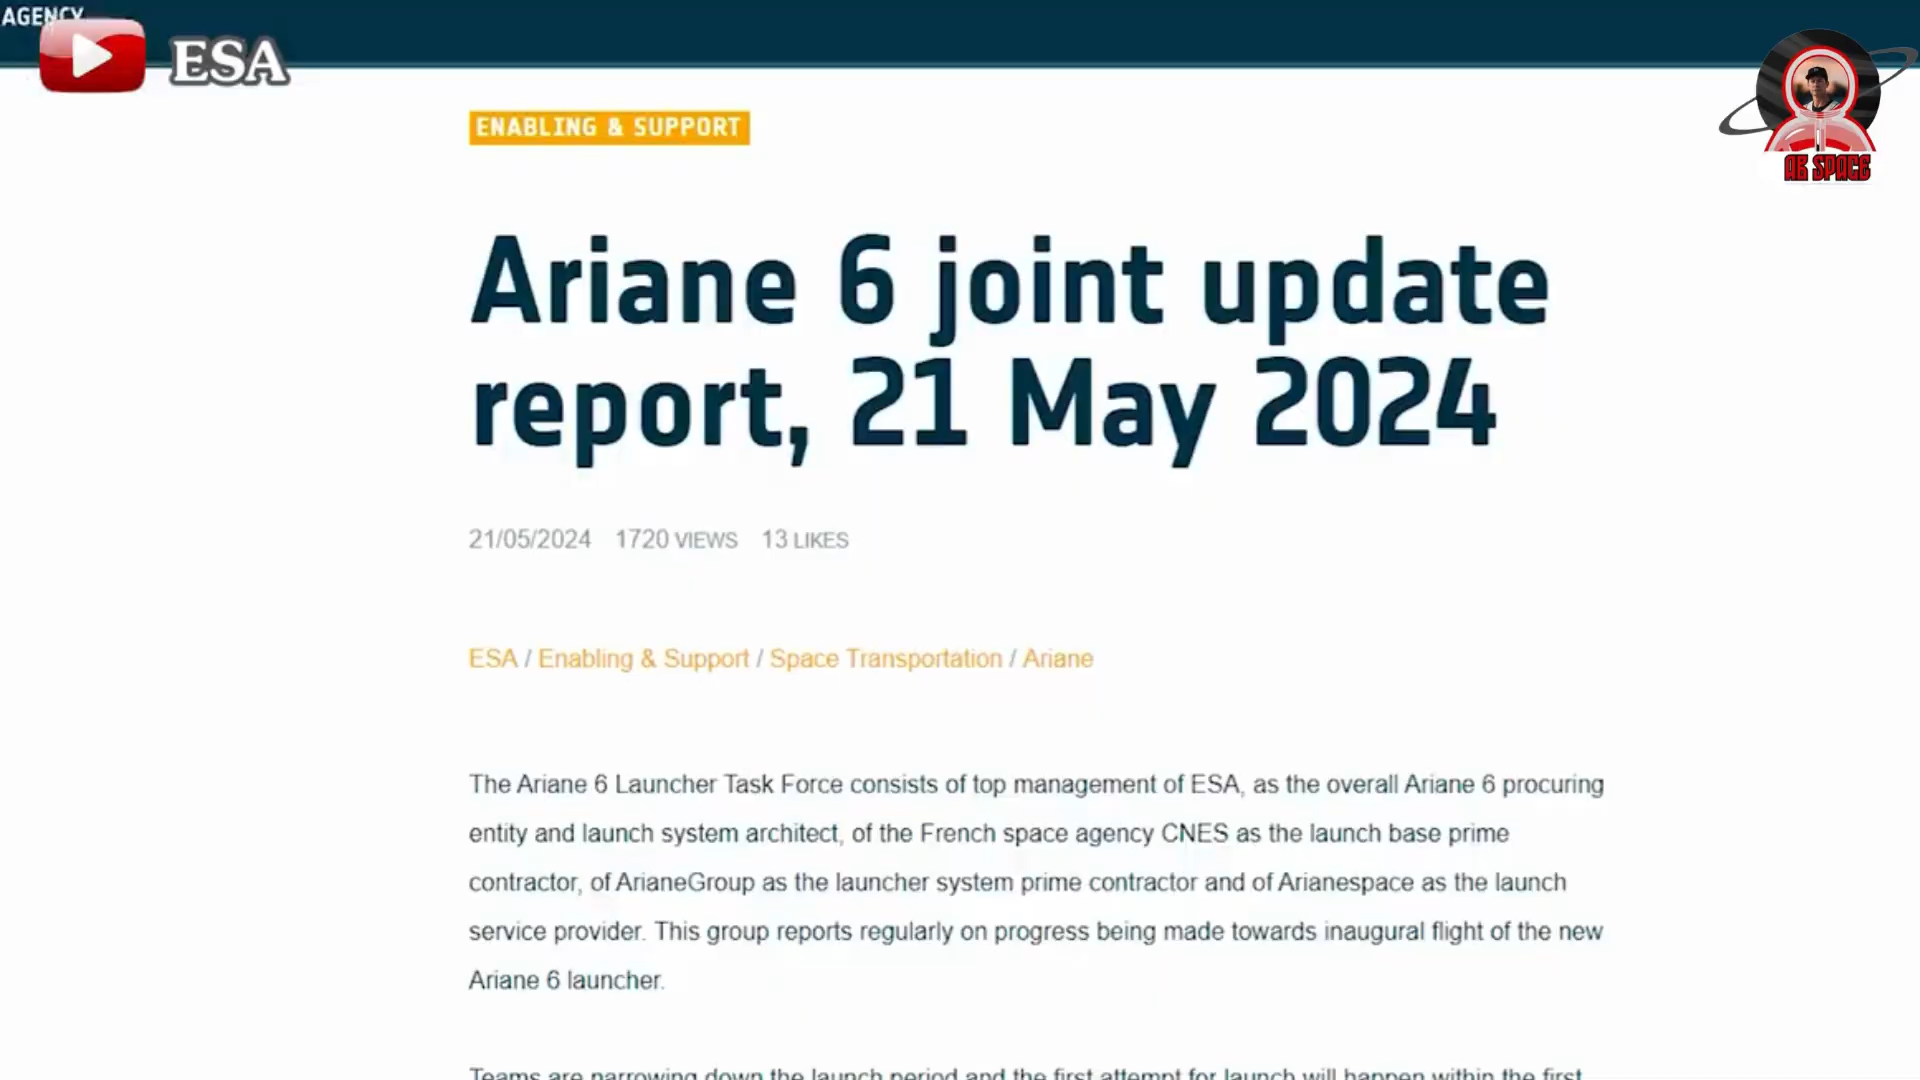 AGENCY
ESA
AB SPACE
ENABLING & SUPPORT
Ariane 6 joint update
report, 21 May 2024
21/05/2024 1720 VIEWS 13 LIKES
ESA / Enabling & Support / Space Transportation / Ariane
The Ariane 6 Launcher Task Force consists of top management of ESA, as the overall Ariane 6 procuring
entity and launch system architect, of the French space agency CNES as the launch base prime
contractor, of ArianeGroup as the launcher system prime contractor and of Arianespace as the launch
service provider. This group reports regularly on progress being made towards inaugural flight of the new
Ariane 6 launcher.
Teams are narrowing down the launch period and the first attempt for launch will happen within the first